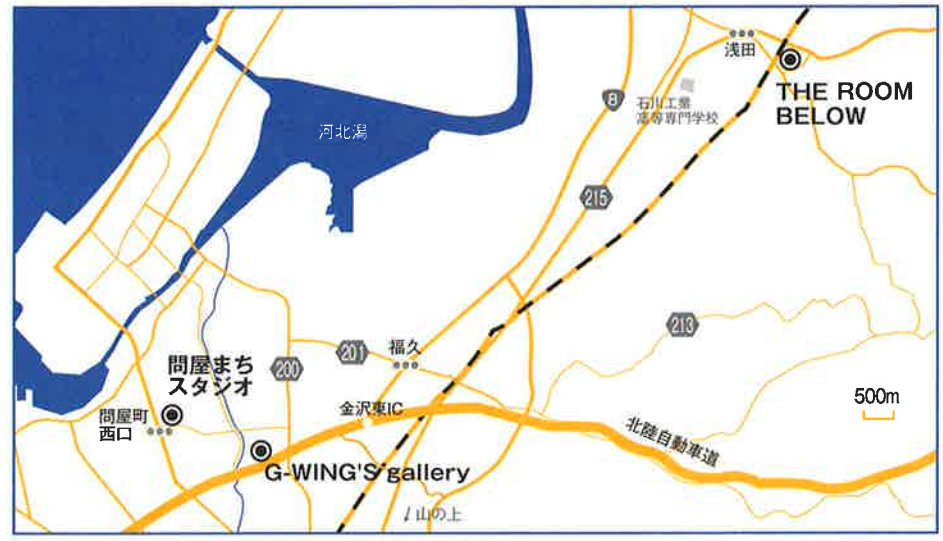 浅田
THE ROOM
BELOW
8
石川工業
高等専門学校
河北潟
215
213
201
福久
200
問屋まち
スタジオ
500m
問屋町
西口
金沢東IC
北陸自動車道
G-WING'S gallery
山の上